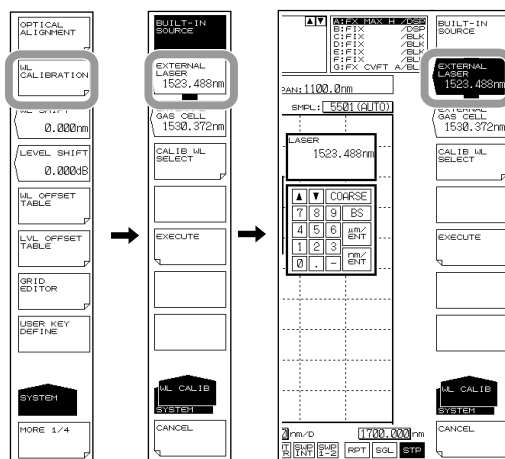 OPTICAL
ALIGNMENT
WL
CALIBRATION
WL SHIFT
0.000nm
LEVEL SHIFT
0.000dB
WL OFFSET
TABLE
LVL OFFSET
TABLE
GRID
EDITOR
USER KEY
DEFINE
SYSTEM
MORE 1/4
BUILT-IN
SOURCE
EXTERNAL
LASER
1523.488nm
EXTERNAL
GAS CELL
1530.372nm
CALIB WL
SELECT
EXECUTE
WL CALIB
SYSTEM
CANCEL
A:FX MAX H /DSP
B:FIX /DSP
C:FIX /BLK
D:FIX /BLK
E:FIX /BLK
F:FIX /BLK
G:FX CVFT A/BL
PAN:1100.0nm
SMPL: 5501(AUTO)
LASER
1523.488nm
▲ ▼ COARSE
7 8 9 BS
4 5 6 µm/ENT
1 2 3
0 . - nm/ENT
nm/D
1700.000nm
SWP
INT
SWP
1-2
RPT
SGL
STP
BUILT-IN
SOURCE
EXTERNAL
LASER
1523.488nm
EXTERNAL
GAS CELL
1530.372nm
CALIB WL
SELECT
EXECUTE
WL CALIB
SYSTEM
CANCEL